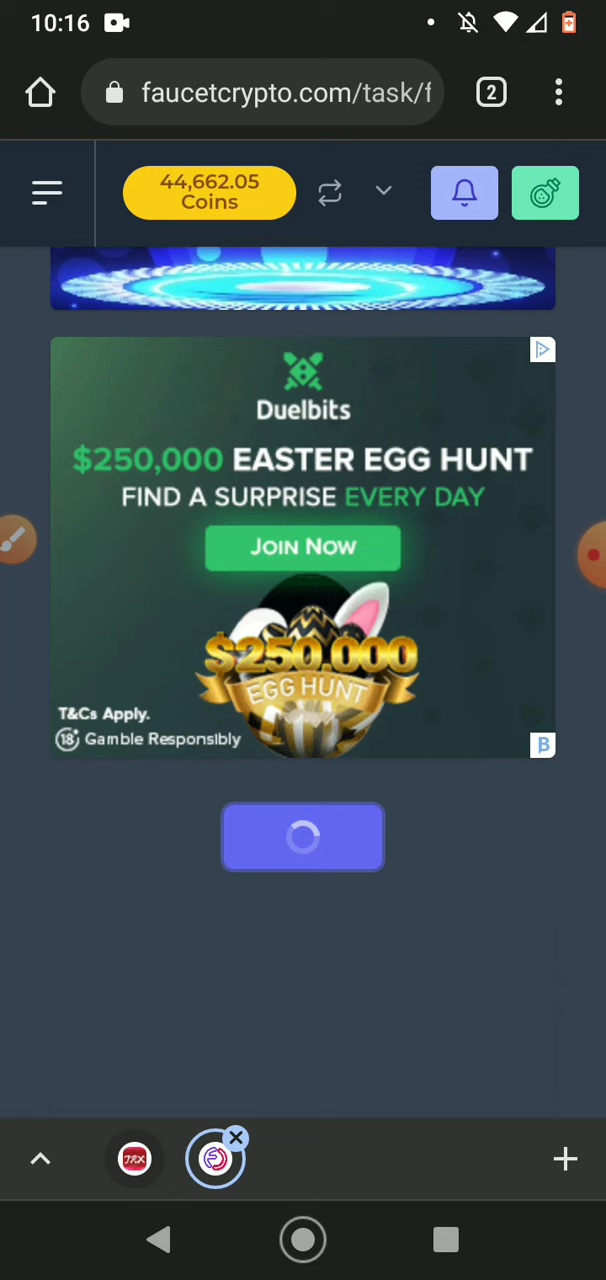 10:16
faucetcrypto.com/task/f
2
44,662.05
Coins
Duelbits
$250,000 EASTER EGG HUNT
FIND A SURPRISE EVERY DAY
JOIN NOW
$250.000
EGG HUNT
T&Cs Apply.
18 Gamble Responsibly
B
TRX